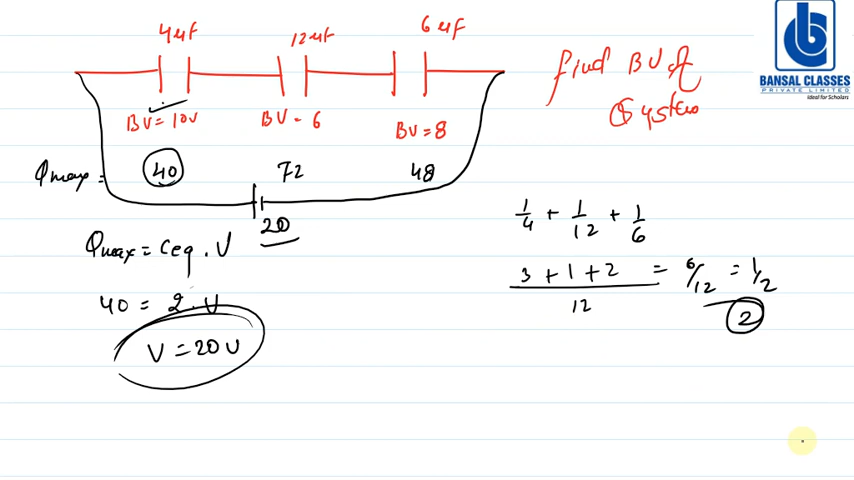 4μF 12μF 6μF
find BV of
System
BANSAL CLASSES
PRIVATE LIMITED
Ideal for Scholars
BV = 10V BV = 6 BV = 8
Qmax = 40 72 48
20
1/4 + 1/12 + 1/6
Qmax = Ceq . V
3 + 1 + 2 / 12 = 6/12 = 1/2
2
40 = 2 . V
V = 20V